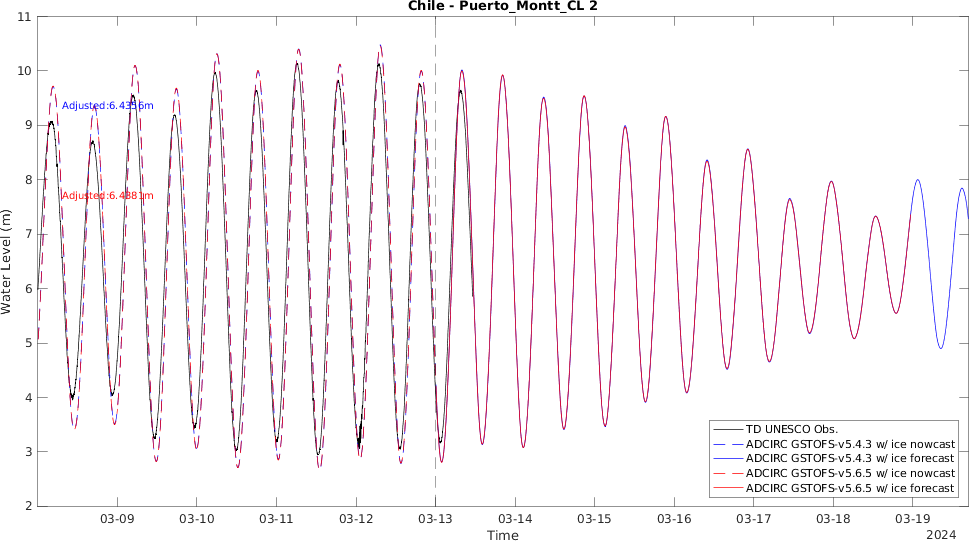 Chile - Puerto_Montt_CL 2
11
10
9
8
7
6
5
4
3
2
Water Level (m)
Adjusted:6.4356m
Adjusted:6.4381m
TD UNESCO Obs.
ADCIRC GSTOFS-v5.4.3 w/ ice nowcast
ADCIRC GSTOFS-v5.4.3 w/ ice forecast
ADCIRC GSTOFS-v5.6.5 w/ ice nowcast
ADCIRC GSTOFS-v5.6.5 w/ ice forecast
03-09 03-10 03-11 03-12 03-13 03-14 03-15 03-16 03-17 03-18 03-19
Time
2024